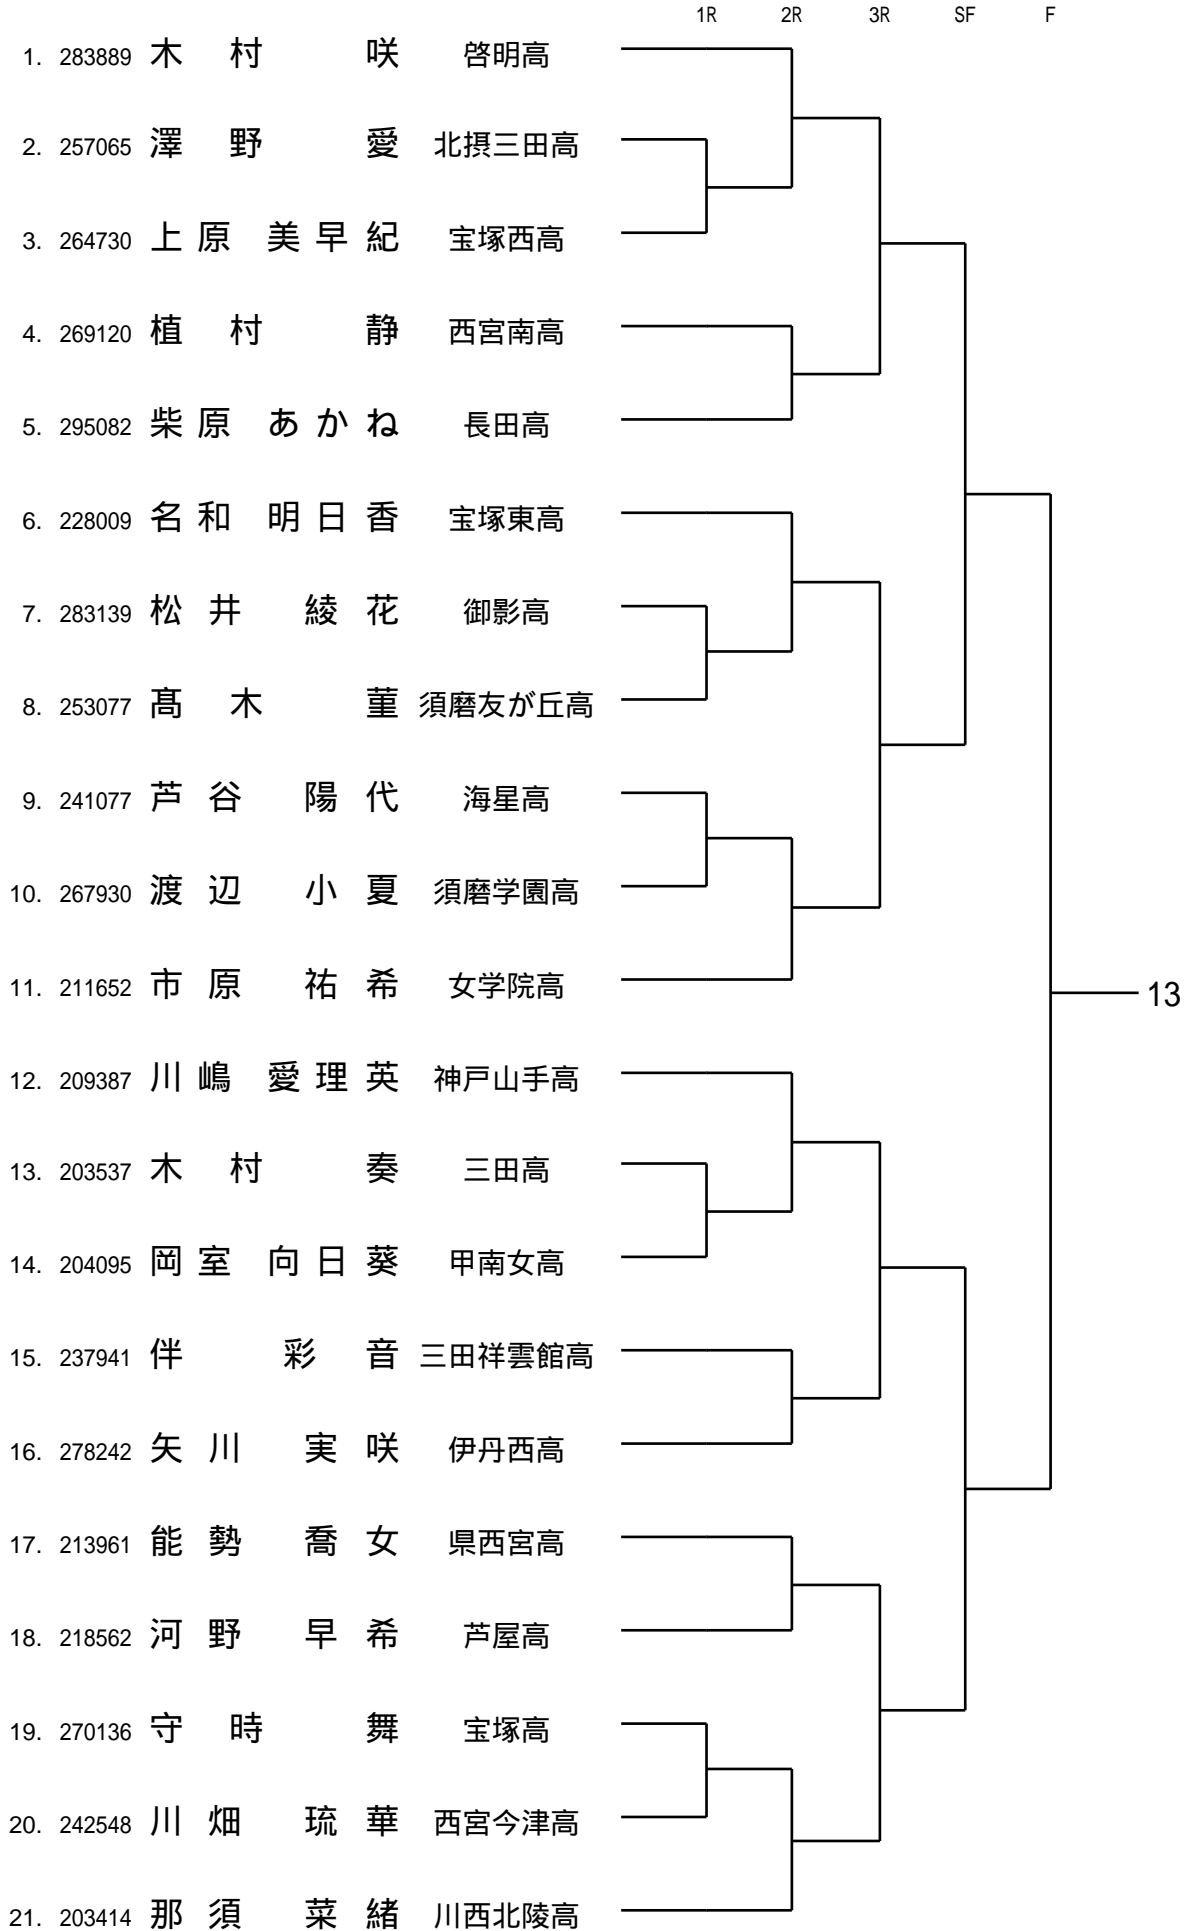 1R 2R 3R SF F
1. 283889 木村 咲 啓明高
2. 257065 澤野 愛 北摂三田高
3. 264730 上原 美早紀 宝塚西高
4. 269120 植村 静 西宮南高
5. 295082 柴原 あかね 長田高
6. 228009 名和 明日香 宝塚東高
7. 283139 松井 綾花 御影高
8. 253077 髙木 菫 須磨友が丘高
9. 241077 芦谷 陽代 海星高
10. 267930 渡辺 小夏 須磨学園高
11. 211652 市原 祐希 女学院高
13
12. 209387 川嶋 愛理英 神戸山手高
13. 203537 木村 奏 三田高
14. 204095 岡室 向日葵 甲南女高
15. 237941 伴 彩音 三田祥雲館高
16. 278242 矢川 実咲 伊丹西高
17. 213961 能勢 喬女 県西宮高
18. 218562 河野 早希 芦屋高
19. 270136 守時 舞 宝塚高
20. 242548 川畑 琉華 西宮今津高
21. 203414 那須 菜緒 川西北陵高